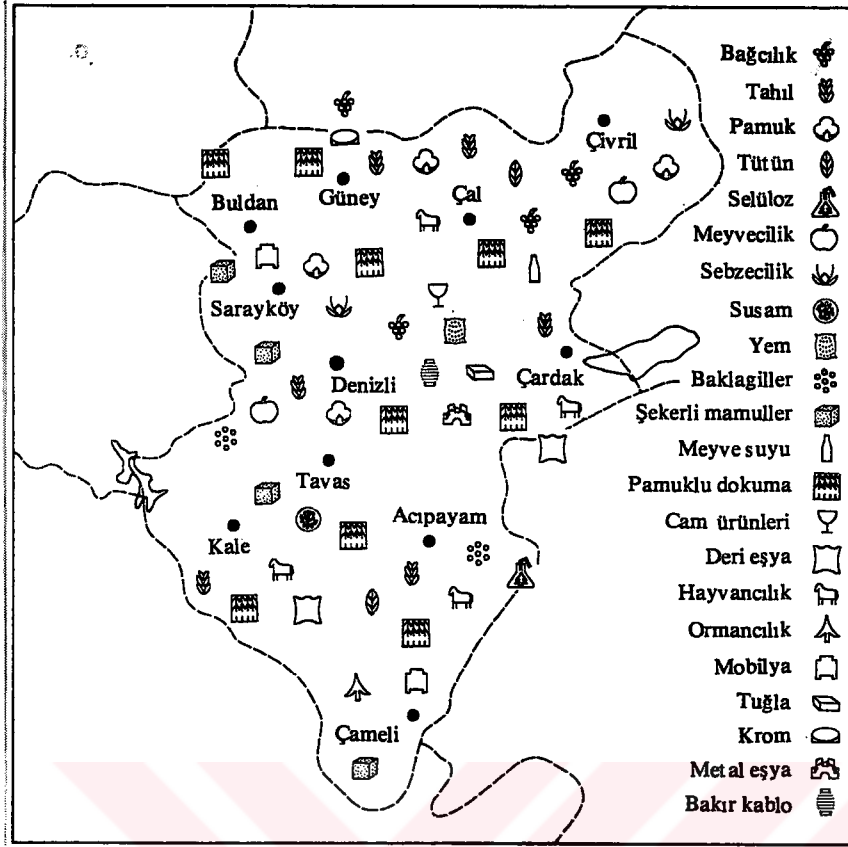 Bağcılık
Tahıl
Pamuk
Tütün
Selüloz
Meyvecilik
Sebzecilik
Susam
Yem
Baklagiller
Şekerli mamuller
Meyve suyu
Pamuklu dokuma
Cam ürünleri
Deri eşya
Hayvancılık
Ormancılık
Mobilya
Tuğla
Krom
Metal eşya
Bakır kablo
Çivril
Güney
Çal
Buldan
Sarayköy
Denizli
Çardak
Tavas
Acıpayam
Kale
Çameli